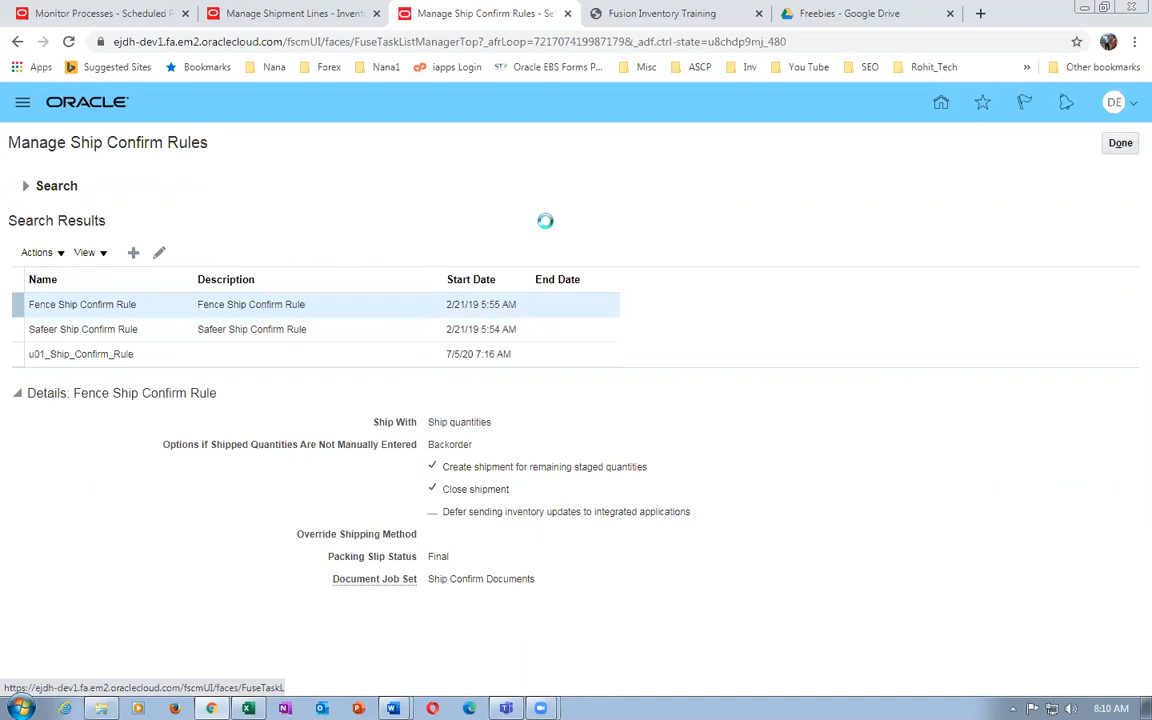 Monitor Processes - Scheduled P
Manage Shipment Lines - Invent
Manage Ship Confirm Rules - Se
Fusion Inventory Training
Freebies - Google Drive
ejdh-dev1.fa.em2.oraclecloud.com/fscmUI/faces/FuseTaskListManagerTop?_afrLoop=721707419987179&_adf.ctrl-state=u8chdp9mj_480
Apps Suggested Sites Bookmarks Nana Forex Nana1 iapps Login Oracle EBS Forms P... Misc ASCP Inv You Tube SEO Rohit_Tech » Other bookmarks
ORACLE DE
Manage Ship Confirm Rules Done
Search
Search Results
Actions View
Name Description Start Date End Date
Fence Ship Confirm Rule Fence Ship Confirm Rule 2/21/19 5:55 AM
Safeer Ship Confirm Rule Safeer Ship Confirm Rule 2/21/19 5:54 AM
u01_Ship_Confirm_Rule 7/5/20 7:16 AM
Details: Fence Ship Confirm Rule
Ship With Ship quantities
Options if Shipped Quantities Are Not Manually Entered Backorder
Create shipment for remaining staged quantities
Close shipment
Defer sending inventory updates to integrated applications
Override Shipping Method
Packing Slip Status Final
Document Job Set Ship Confirm Documents
https://ejdh-dev1.fa.em2.oraclecloud.com/fscmUI/faces/FuseTaskL
8:10 AM